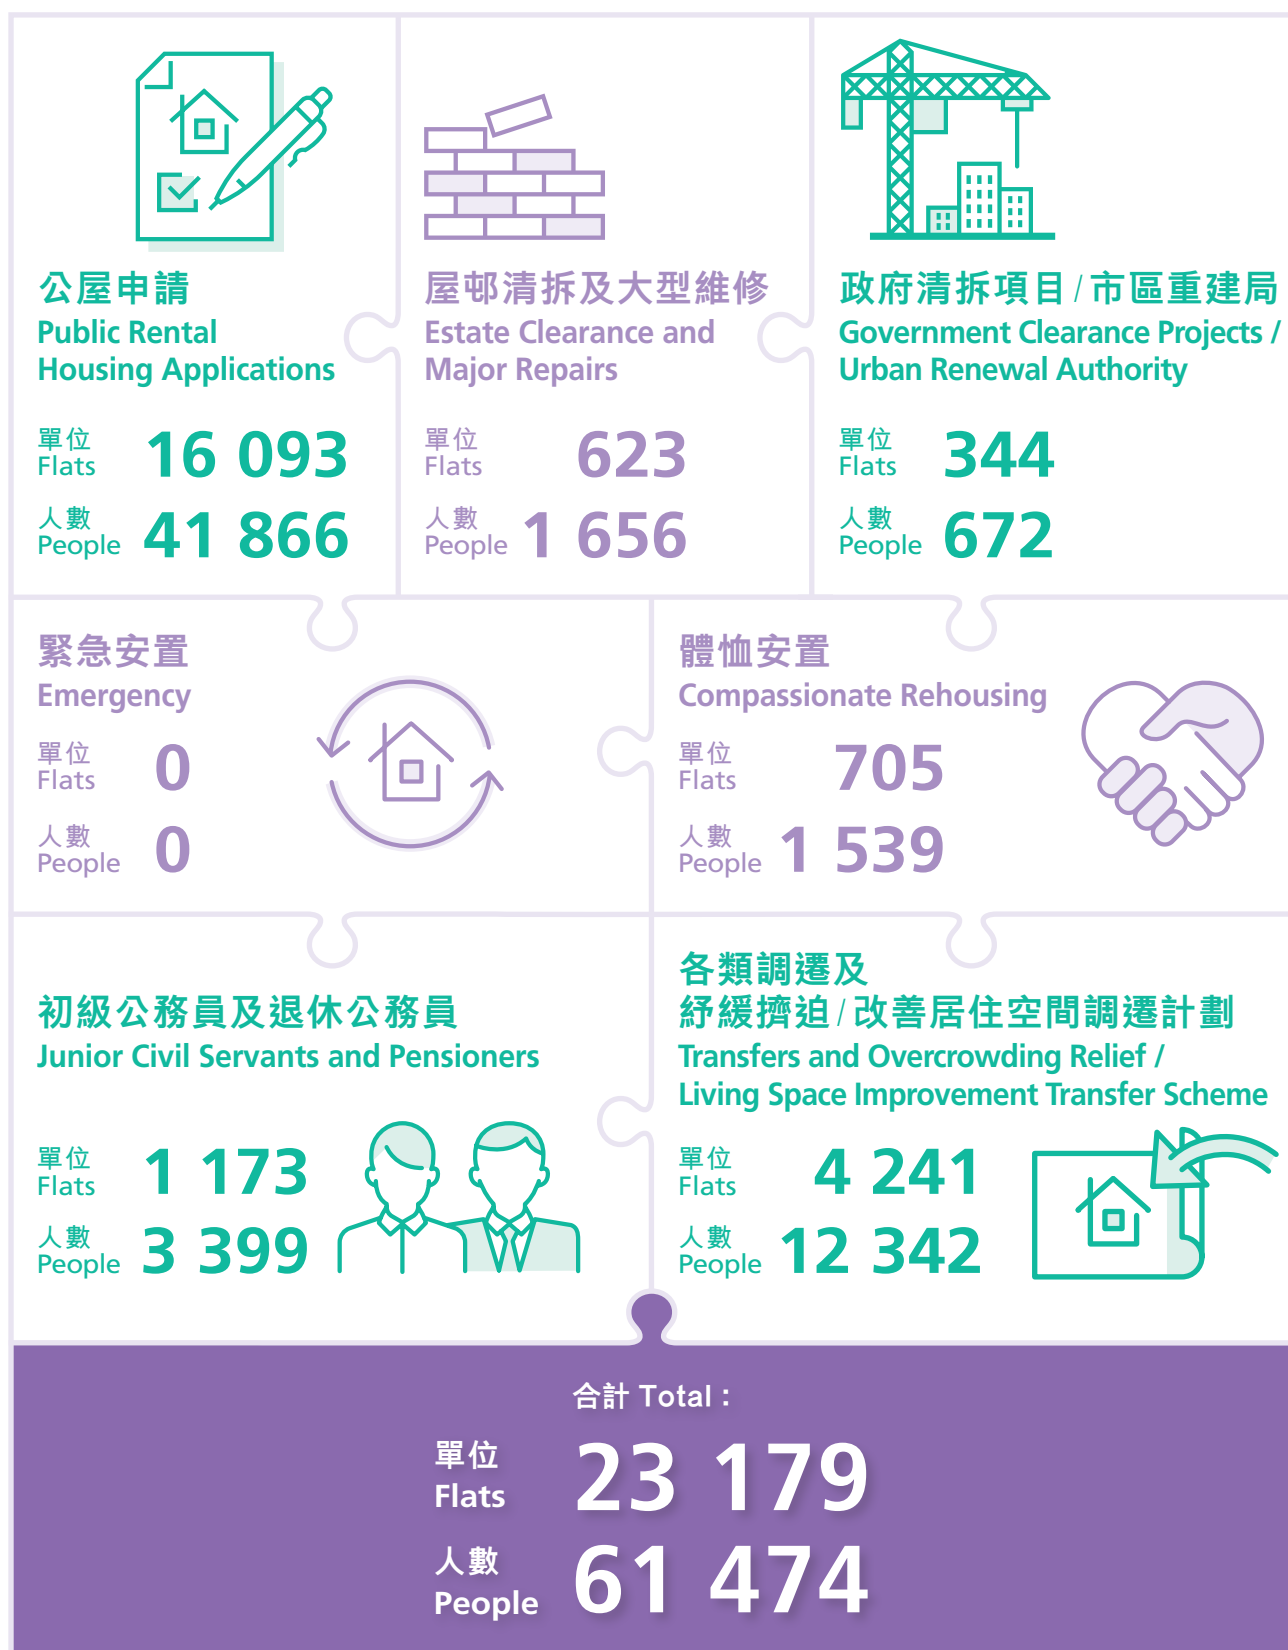 公屋申請
Public Rental
Housing Applications
單位
Flats
16 093
人數
People
41 866
屋邨清拆及大型維修
Estate Clearance and
Major Repairs
單位
Flats
623
人數
People
1 656
政府清拆項目/市區重建局
Government Clearance Projects /
Urban Renewal Authority
單位
Flats
344
人數
People
672
緊急安置
Emergency
單位
Flats
0
人數
People
0
體恤安置
Compassionate Rehousing
單位
Flats
705
人數
People
1 539
初級公務員及退休公務員
Junior Civil Servants and Pensioners
單位
Flats
1 173
人數
People
3 399
各類調遷及
紓緩擠迫/改善居住空間調遷計劃
Transfers and Overcrowding Relief /
Living Space Improvement Transfer Scheme
單位
Flats
4 241
人數
People
12 342
合計 Total：
單位
Flats
23 179
人數
People
61 474